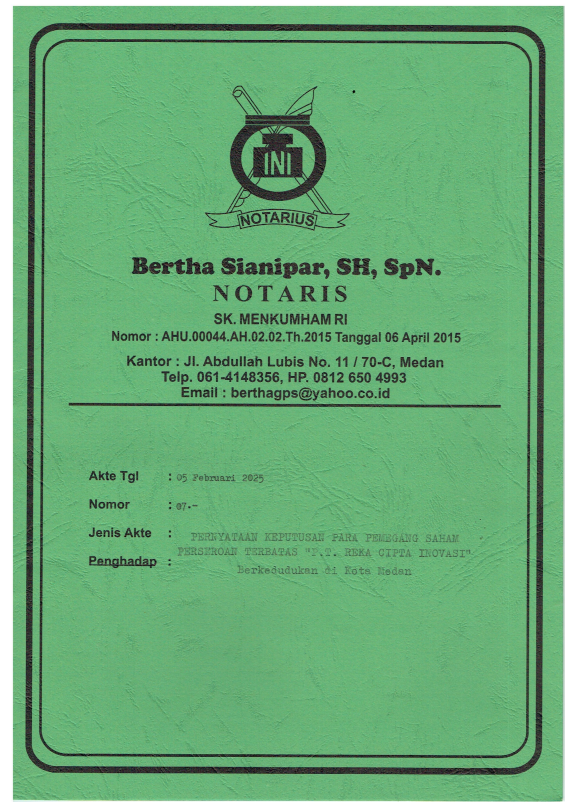 INI
NOTARIUS
Bertha Sianipar, SH, SpN.
NOTARIS
SK. MENKUMHAM RI
Nomor : AHU.00044.AH.02.02.Th.2015 Tanggal 06 April 2015
Kantor : Jl. Abdullah Lubis No. 11 / 70-C, Medan
Telp. 061-4148356, HP. 0812 650 4993
Email : berthagps@yahoo.co.id
Akte Tgl : 05 Februari 2025
Nomor : 07.-
Jenis Akte : PERNYATAAN KEPUTUSAN PARA PEMEGANG SAHAM
PERSEROAN TERBATAS "P.T. REKA CIPTA INOVASI"
Penghadap :
Berkedudukan di Kota Medan